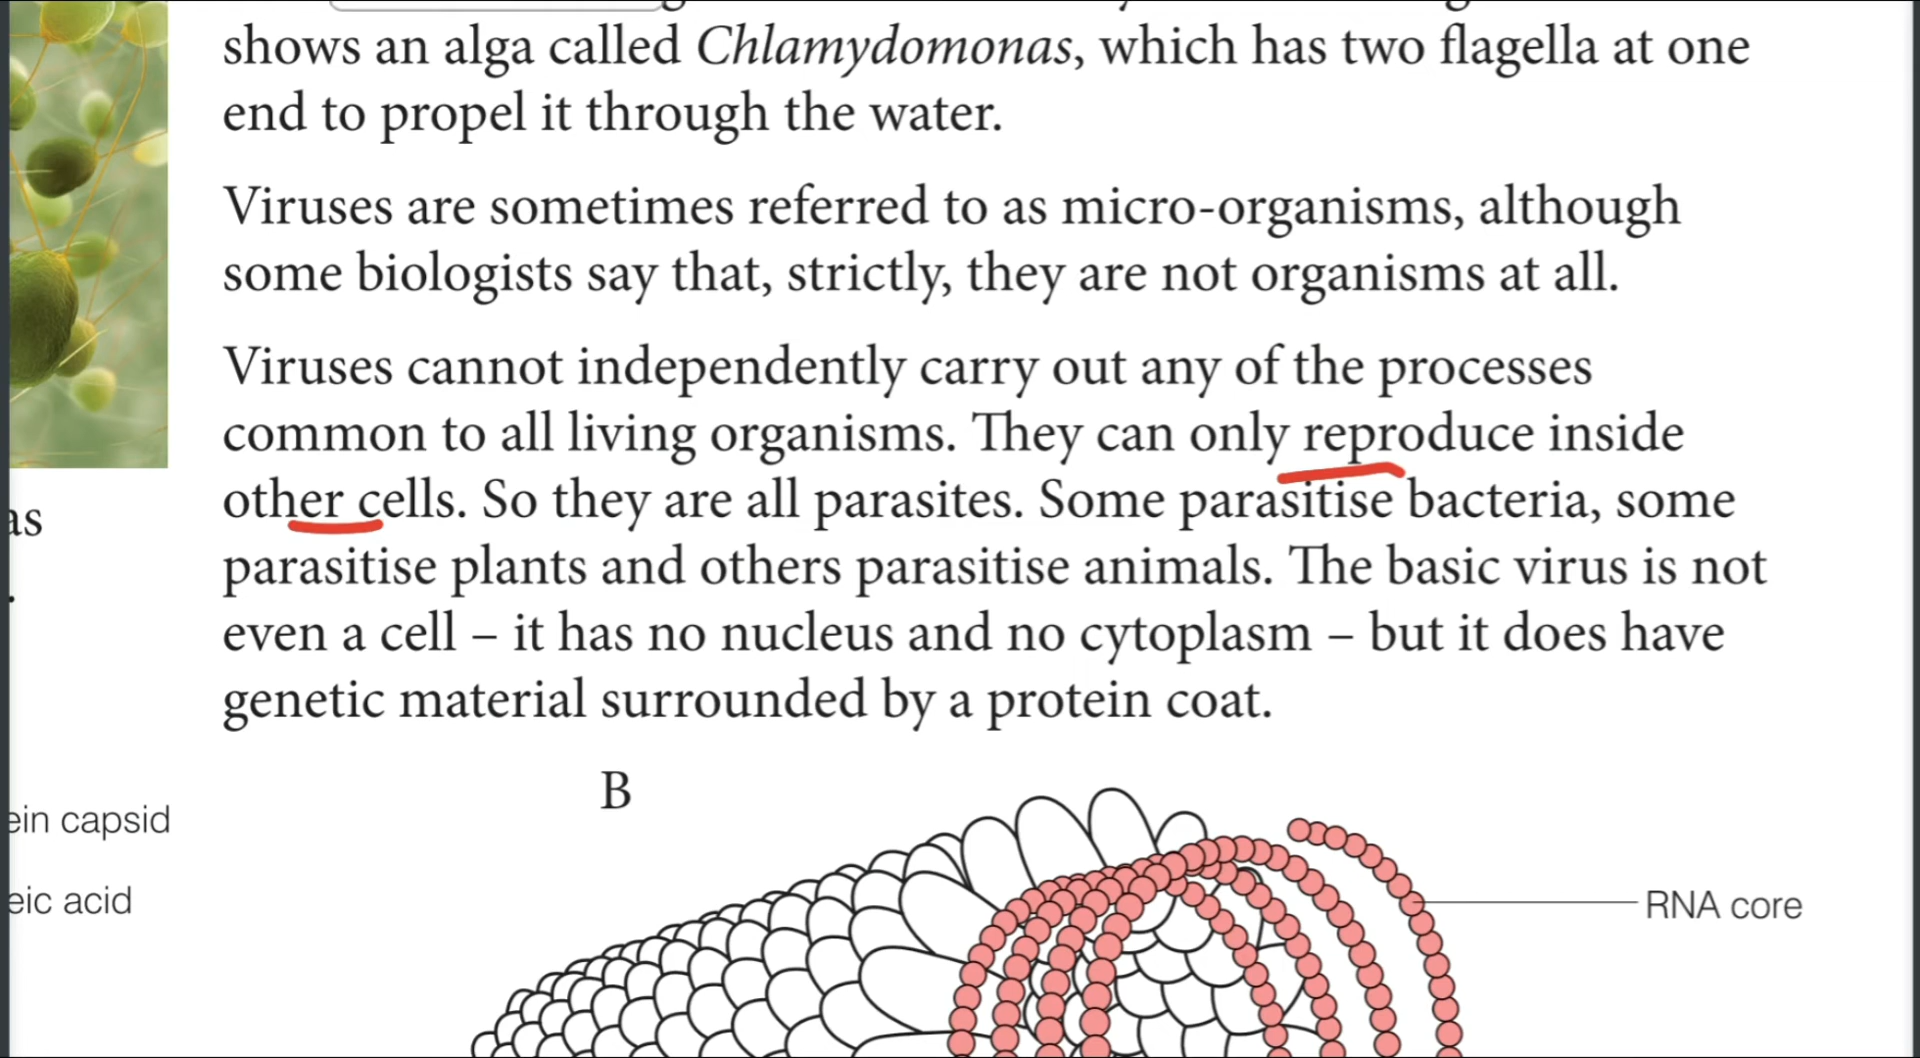 shows an alga called Chlamydomonas, which has two flagella at one
end to propel it through the water.
Viruses are sometimes referred to as micro-organisms, although
some biologists say that, strictly, they are not organisms at all.
Viruses cannot independently carry out any of the processes
common to all living organisms. They can only reproduce inside
other cells. So they are all parasites. Some parasitise bacteria, some
parasitise plants and others parasitise animals. The basic virus is not
even a cell – it has no nucleus and no cytoplasm – but it does have
genetic material surrounded by a protein coat.
as
.
B
ein capsid
eic acid
RNA core